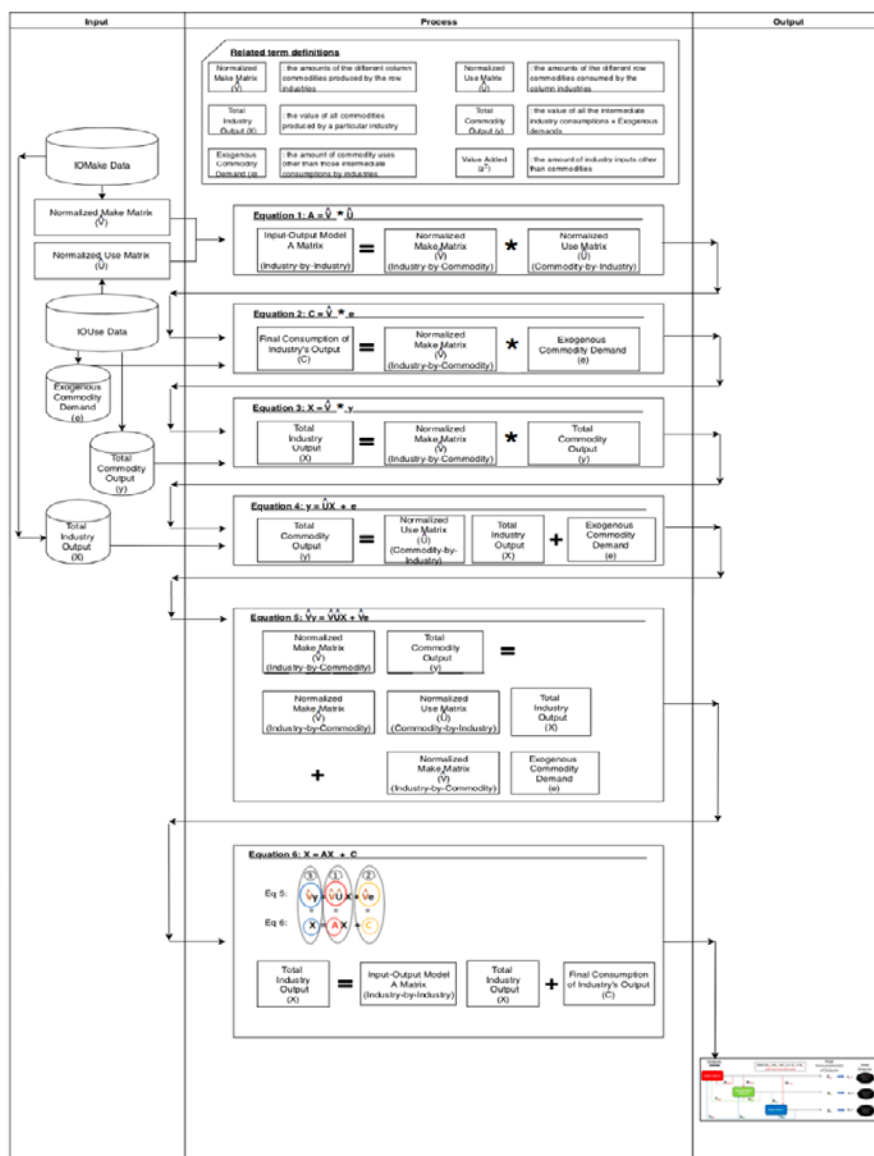 Input
Process
Output
Related term definitions
Normalized
Make Matrix
(V̂)
: the amounts of the different column
commodities produced by the row
industries
Normalized
Use Matrix
(Û)
: the amounts of the different row
commodities consumed by the
column industries
Total
Industry
Output (X)
: the value of all commodities
produced by a particular industry
Total
Commodity
Output (y)
: the value of all the intermediate
industry consumptions + Exogenous
demands
Exogenous
Commodity
Demand (e)
: the amount of commodity uses
other than those intermediate
consumptions by industries
Value Added
(zᵀ)
: the amount of industry inputs other
than commodities
IOMake Data
Normalized Make Matrix
(V̂)
Normalized Use Matrix
(Û)
IOUse Data
Exogenous
Commodity
Demand
(e)
Total
Commodity
Output
(y)
Total
Industry
Output
(X)
Equation 1: A = V̂ * Û
Input-Output Model
A Matrix
(Industry-by-Industry)
=
Normalized
Make Matrix
(V̂)
(Industry-by-Commodity)
*
Normalized
Use Matrix
(Û)
(Commodity-by-Industry)
Equation 2: C = V̂ * e
Final Consumption of
Industry's Output
(C)
=
Normalized
Make Matrix
(V̂)
(Industry-by-Commodity)
*
Exogenous
Commodity Demand
(e)
Equation 3: X = V̂ * y
Total
Industry
Output
(X)
=
Normalized
Make Matrix
(V̂)
(Industry-by-Commodity)
*
Total
Commodity
Output
(y)
Equation 4: y = ÛX + e
Total
Commodity
Output
(y)
=
Normalized
Use Matrix
(Û)
(Commodity-by-
Industry)
Total
Industry
Output
(X)
+
Exogenous
Commodity
Demand
(e)
Equation 5: V̂y = V̂ÛX + V̂e
Normalized
Make Matrix
(V̂)
(Industry-by-Commodity)
Total
Commodity
Output
(y)
=
Normalized
Make Matrix
(V̂)
(Industry-by-Commodity)
Normalized
Use Matrix
(Û)
(Commodity-by-Industry)
Total
Industry
Output
(X)
+
Normalized
Make Matrix
(V̂)
(Industry-by-Commodity)
Exogenous
Commodity
Demand
(e)
Equation 6: X = AX + C
③ ① ②
Eq 5: V̂y = V̂ÛX + V̂e
= = =
Eq 6: X = AX + C
Total
Industry
Output
(X)
=
Input-Output Model
A Matrix
(Industry-by-Industry)
Total
Industry
Output
(X)
+
Final Consumption
of Industry's Output
(C)